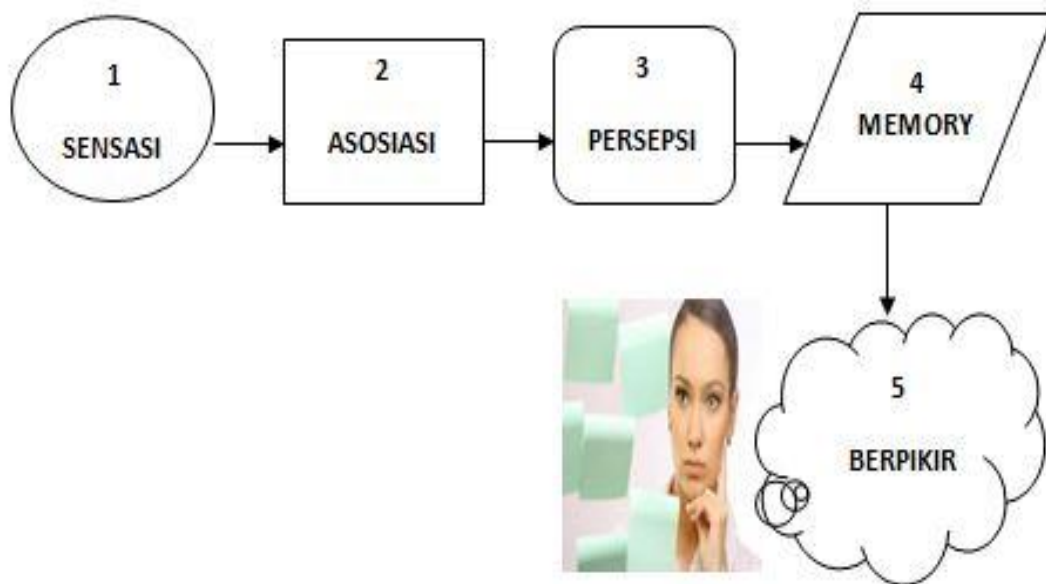 1
SENSASI
2
ASOSIASI
3
PERSEPSI
4
MEMORY
5
BERPIKIR